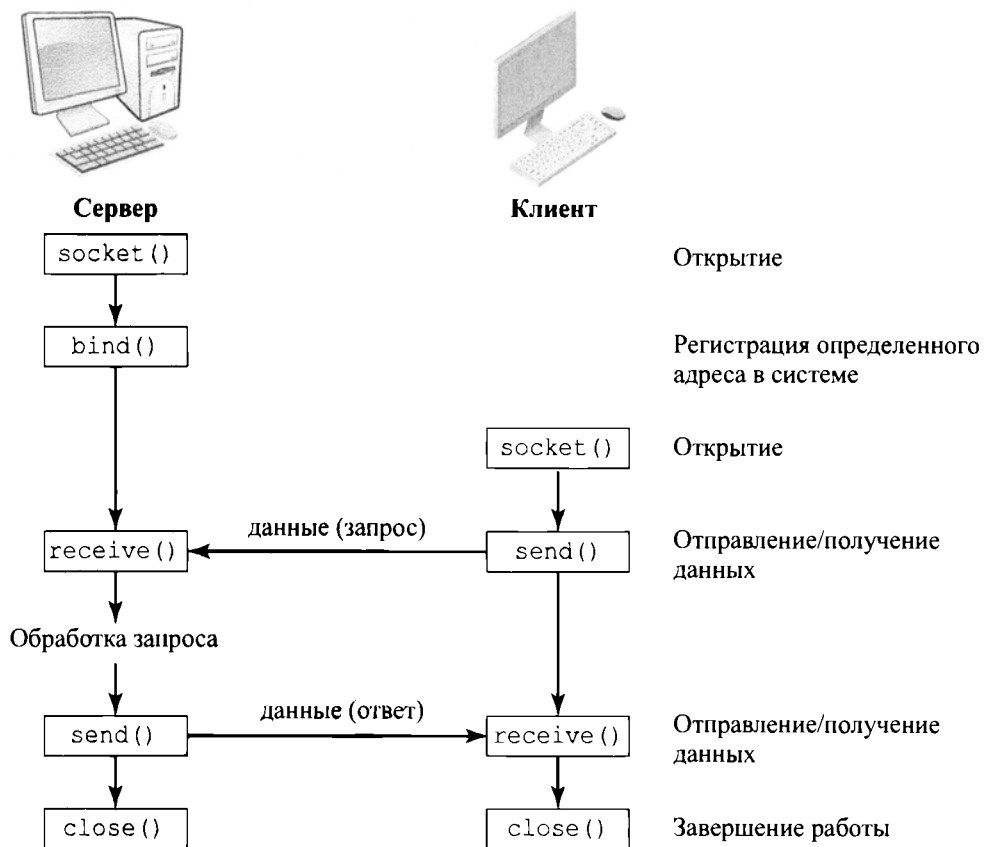 Сервер
Клиент
socket()
Открытие
bind()
Регистрация определенного
адреса в системе
socket()
Открытие
данные (запрос)
receive()
send()
Отправление/получение
данных
Обработка запроса
данные (ответ)
send()
receive()
Отправление/получение
данных
close()
close()
Завершение работы